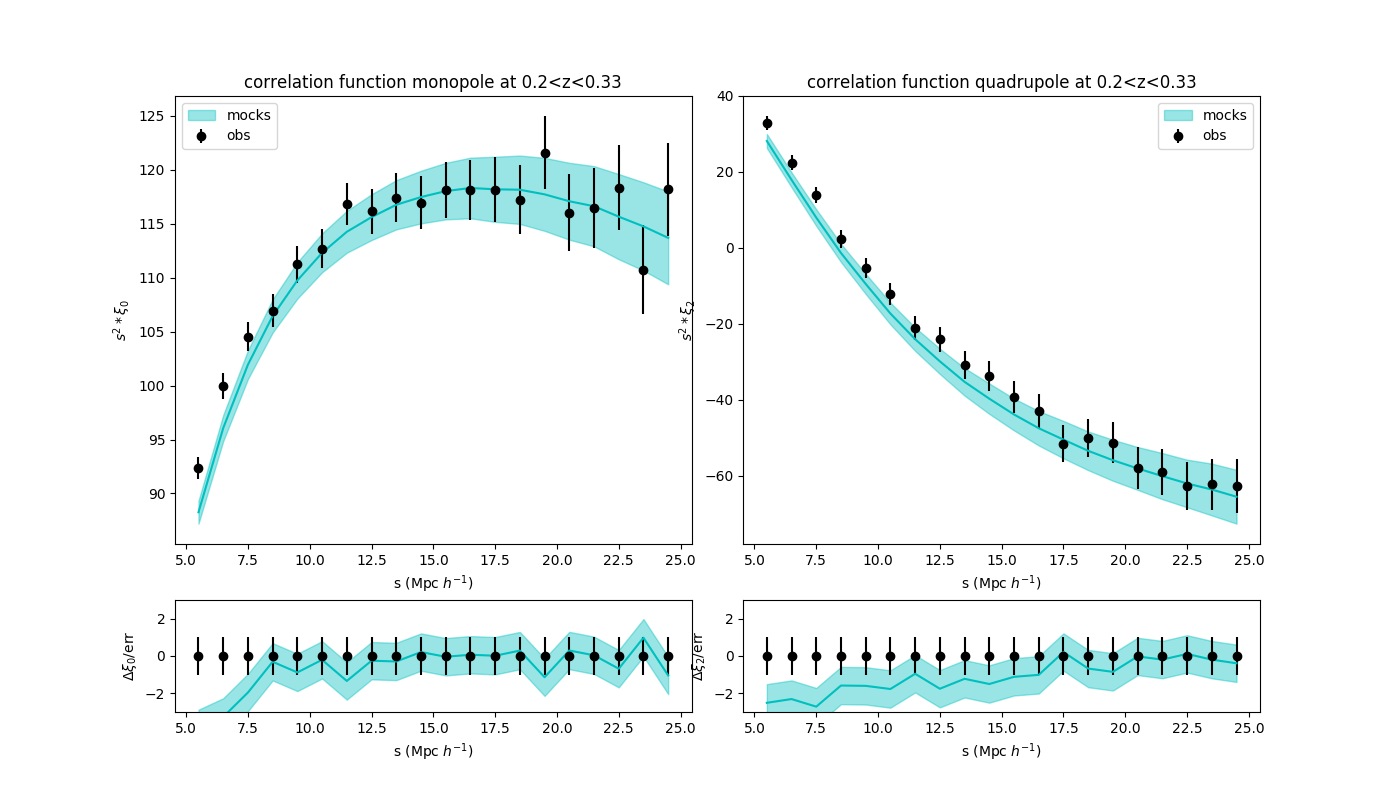 correlation function monopole at 0.2<z<0.33
125
120
115
110
105
100
95
90
s² * ξ₀
mocks
obs
5.0 7.5 10.0 12.5 15.0 17.5 20.0 22.5 25.0
s (Mpc h⁻¹)
correlation function quadrupole at 0.2<z<0.33
40
20
0
−20
−40
−60
s² * ξ₂
mocks
obs
5.0 7.5 10.0 12.5 15.0 17.5 20.0 22.5 25.0
s (Mpc h⁻¹)
2
0
−2
Δξ₀/err
5.0 7.5 10.0 12.5 15.0 17.5 20.0 22.5 25.0
s (Mpc h⁻¹)
2
0
−2
Δξ₂/err
5.0 7.5 10.0 12.5 15.0 17.5 20.0 22.5 25.0
s (Mpc h⁻¹)